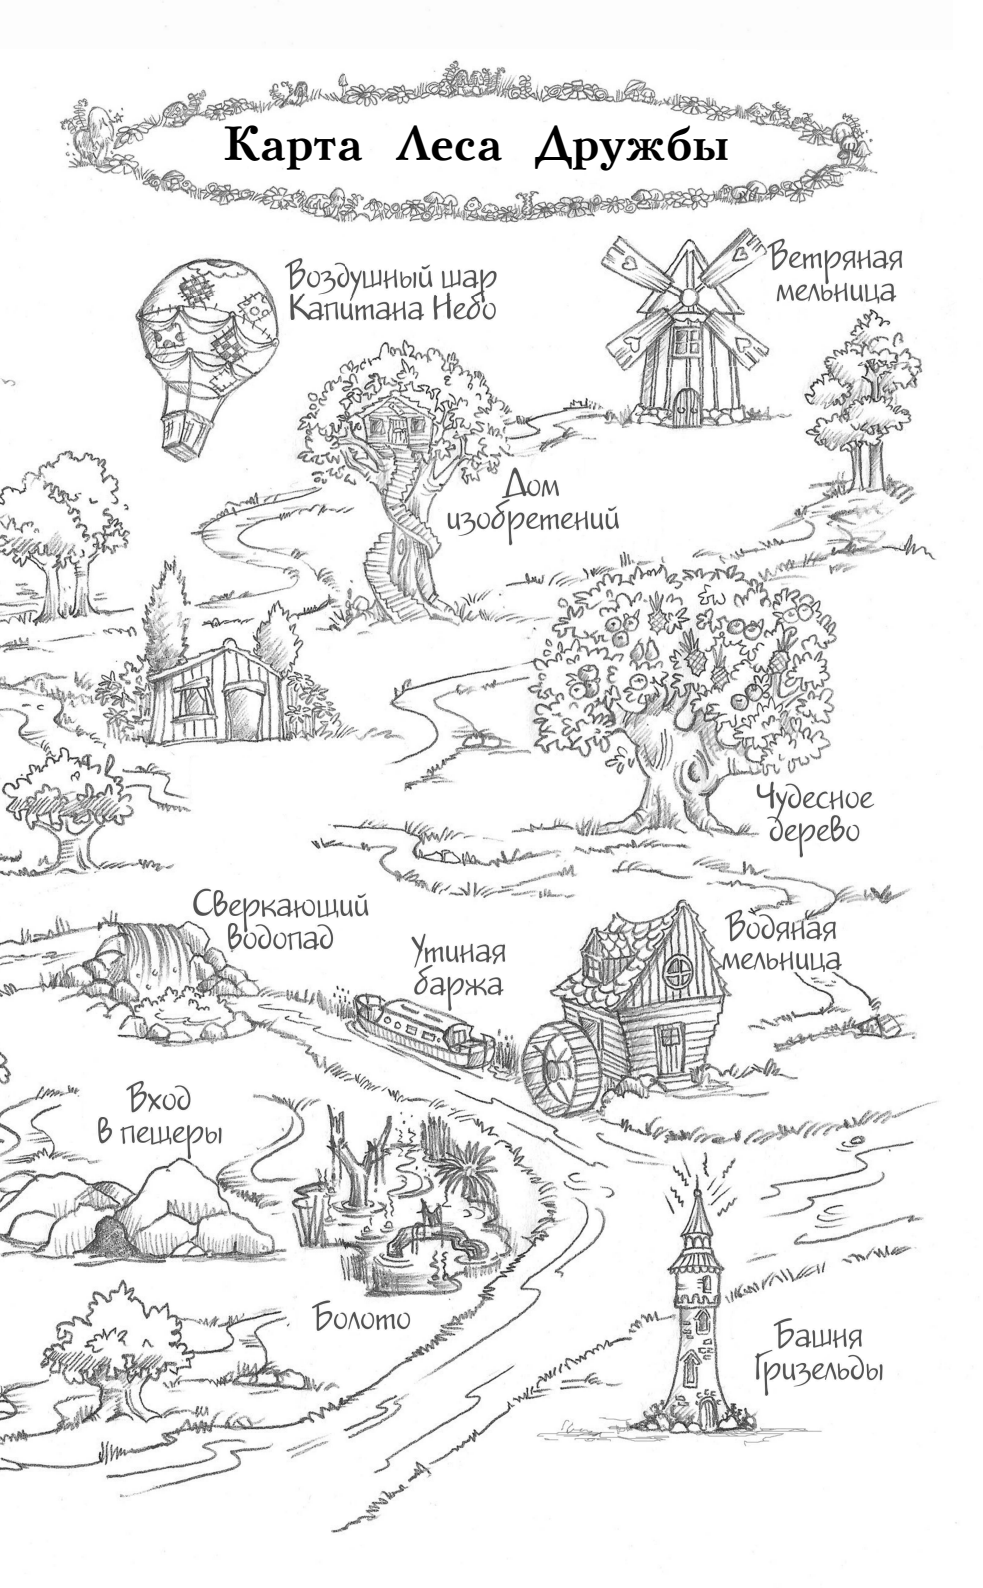 Карта Леса Дружбы
Воздушный шар
Капитана Небо
Ветряная
мельница
Дом
изобретений
Чудесное
дерево
Сверкающий
водопад
Утиная
баржа
Водяная
мельница
Вход
в пещеры
Болото
Башня
Гризельды